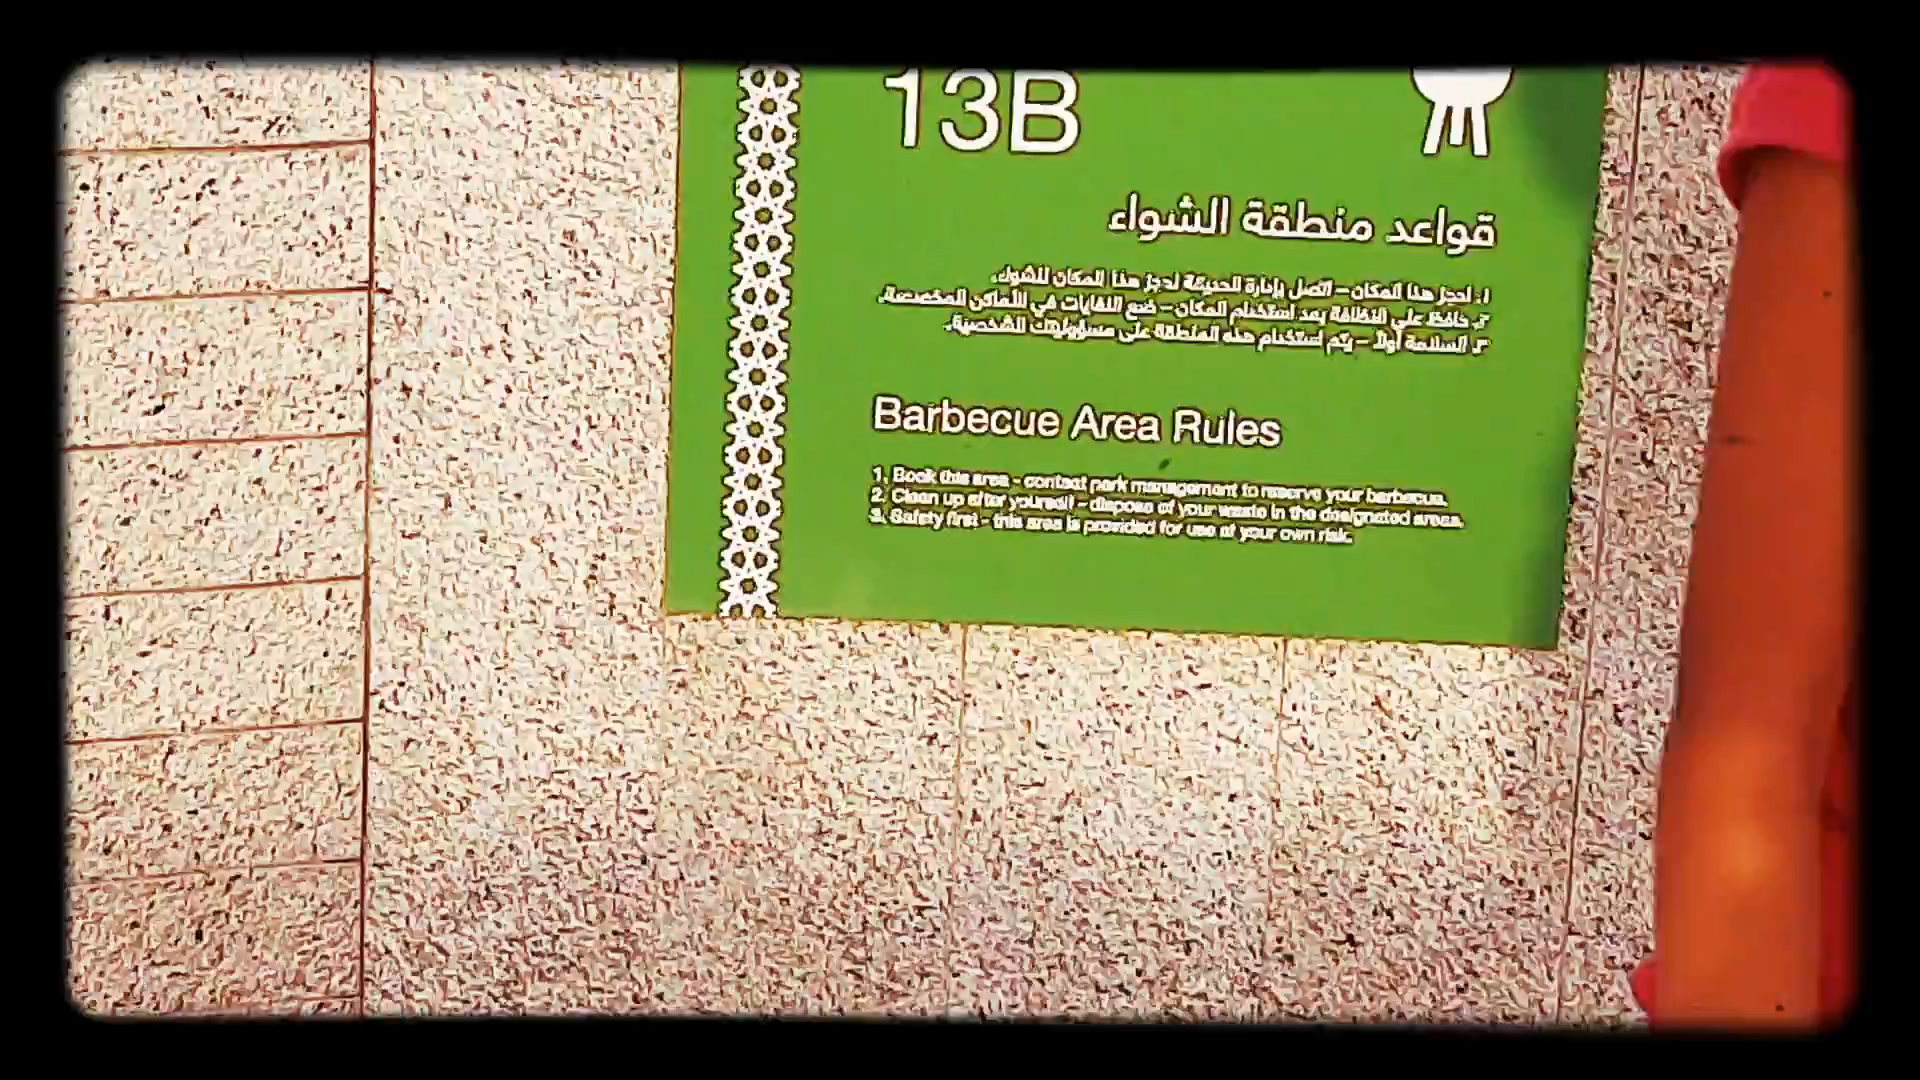 13B
قواعد منطقة الشواء
١. احجز هذا المكان – اتصل بإدارة الحديقة لحجز هذا المكان للشواء.
٢. حافظ على النظافة بعد استخدام المكان – ضع النفايات في الأماكن المخصصة.
٣. السلامة أولاً – يتم استخدام هذه المنطقة على مسؤوليتك الشخصية.
Barbecue Area Rules
1. Book this area - contact park management to reserve your barbecue.
2. Clean up after yourself - dispose of your waste in the designated areas.
3. Safety first - this area is provided for use at your own risk.